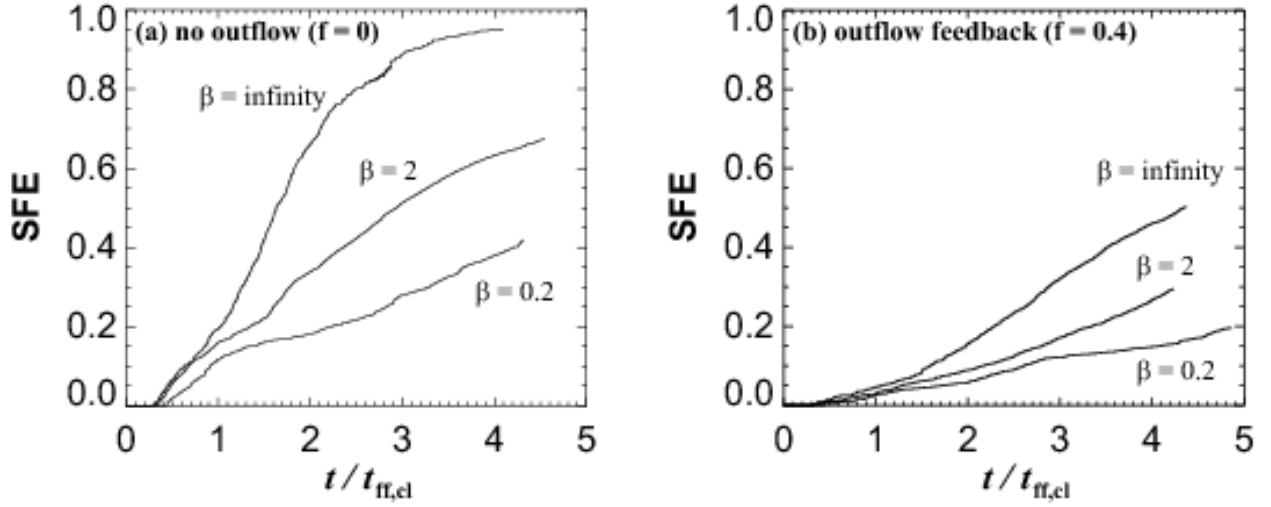 (a) no outflow (f = 0)
1.0
0.8
0.6
0.4
0.2
0.0
SFE
β = infinity
β = 2
β = 0.2
0 1 2 3 4 5
t / tff,cl
(b) outflow feedback (f = 0.4)
1.0
0.8
0.6
0.4
0.2
0.0
SFE
β = infinity
β = 2
β = 0.2
0 1 2 3 4 5
t / tff,cl